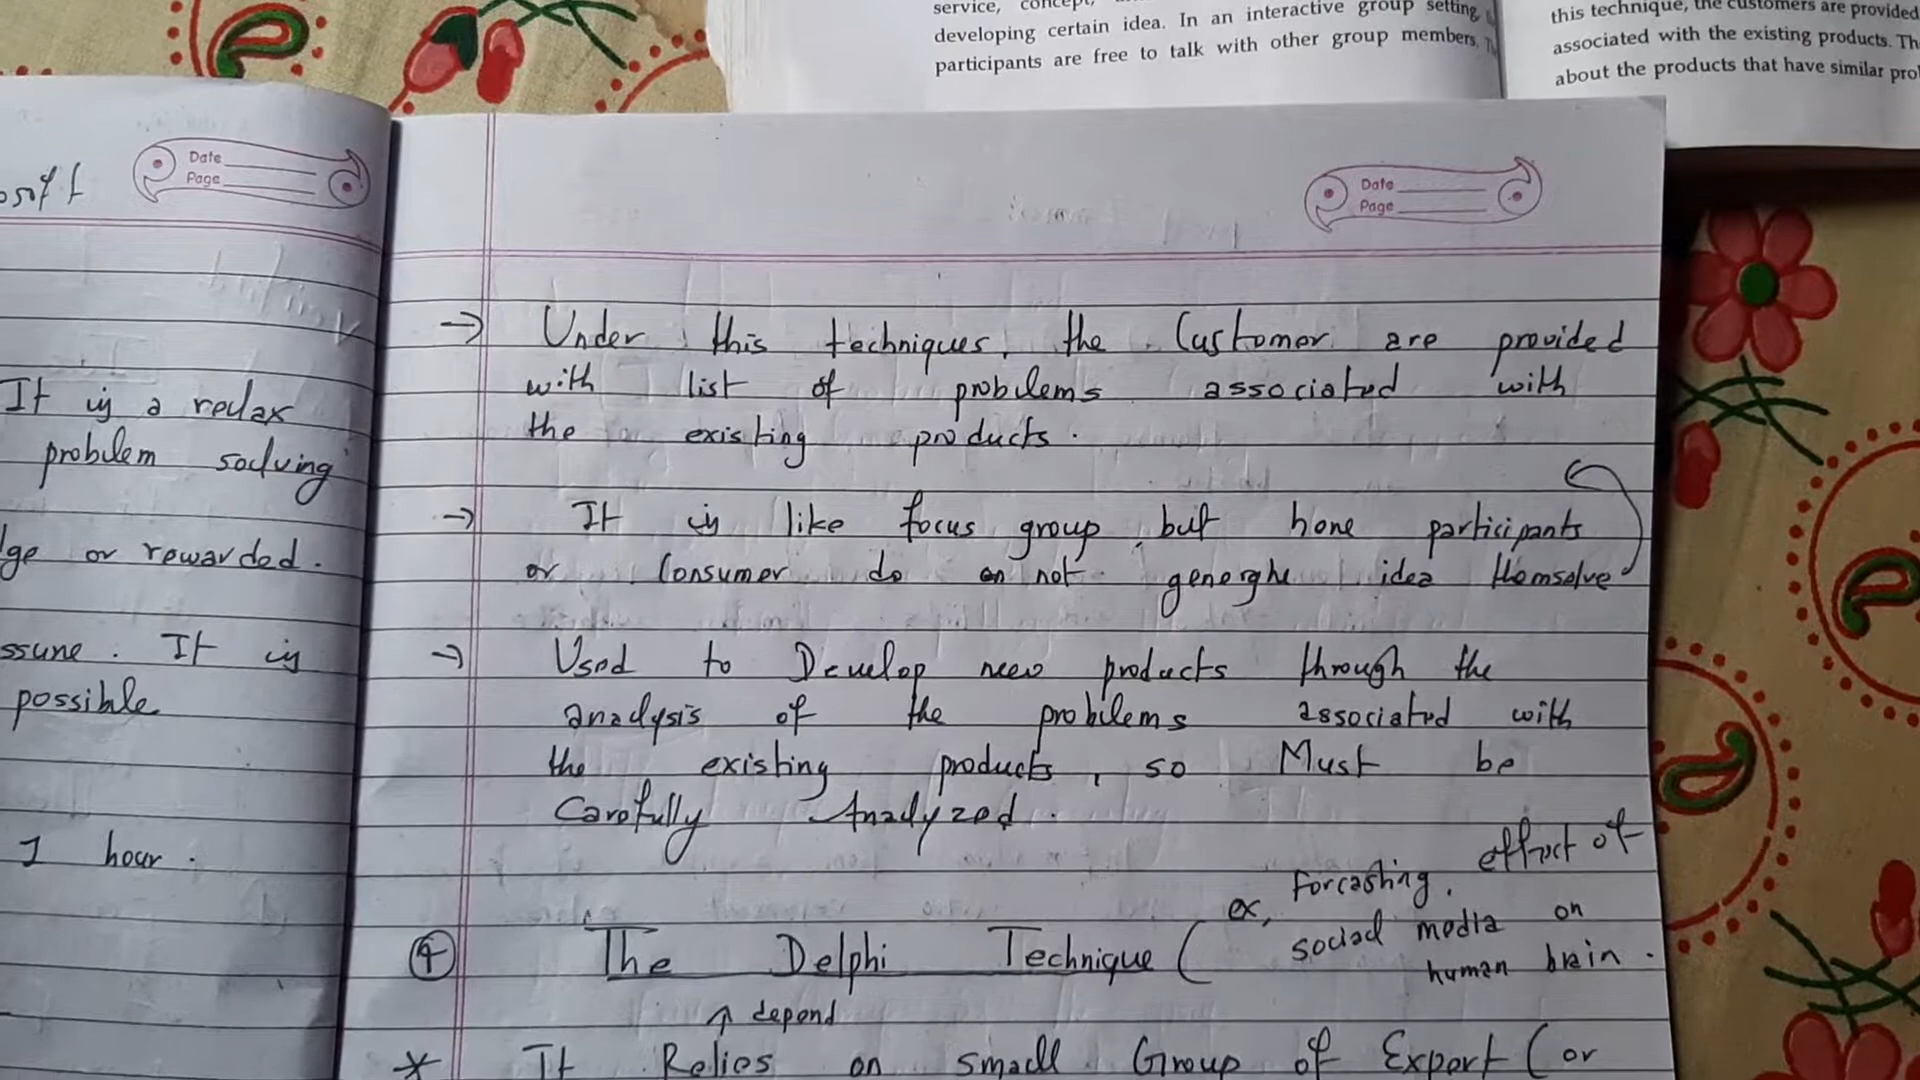 service, concept,
developing certain idea. In an interactive group setting,
participants are free to talk with other group members.
this technique, the customers are provided
associated with the existing products. Th
about the products that have similar pro
Date
Page
It is a relax
problem solving
or rewarded.
ssune. It is
possible
1 hour.
Date
Page
→ Under this techniques, the Customer are provided
with list of problems associated with
the existing products.
→ It is like focus group, but hone participants
or Consumer do not generghe idea themselve
→ Used to Develop new products through the
analysis of the problems associated with
the existing products, so Must be
Carefully Analyzed.
④ The Delphi Technique ( ex, Forcasting, effect of
social media on
human brain.
↑ depend
* It Relies on small Group of Expert (or